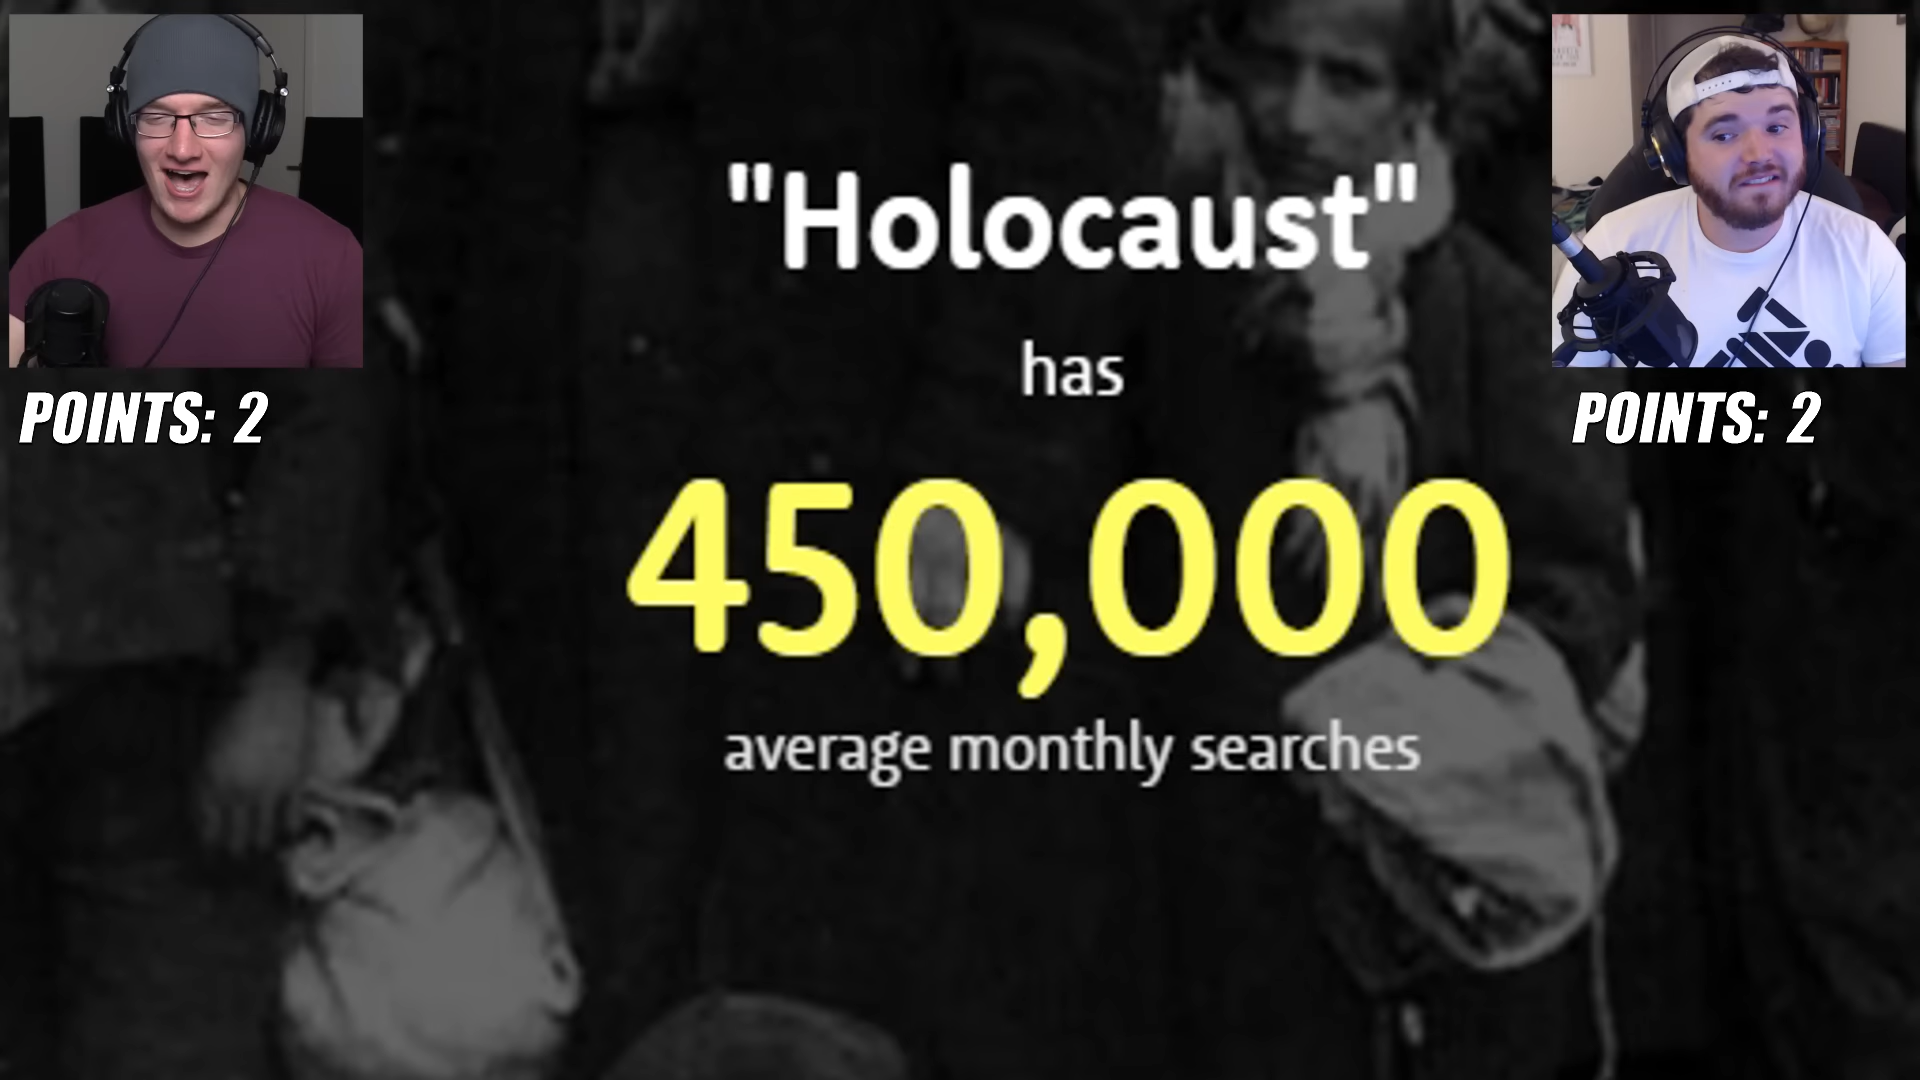 "Holocaust"
has
POINTS: 2
POINTS: 2
450,000
average monthly searches